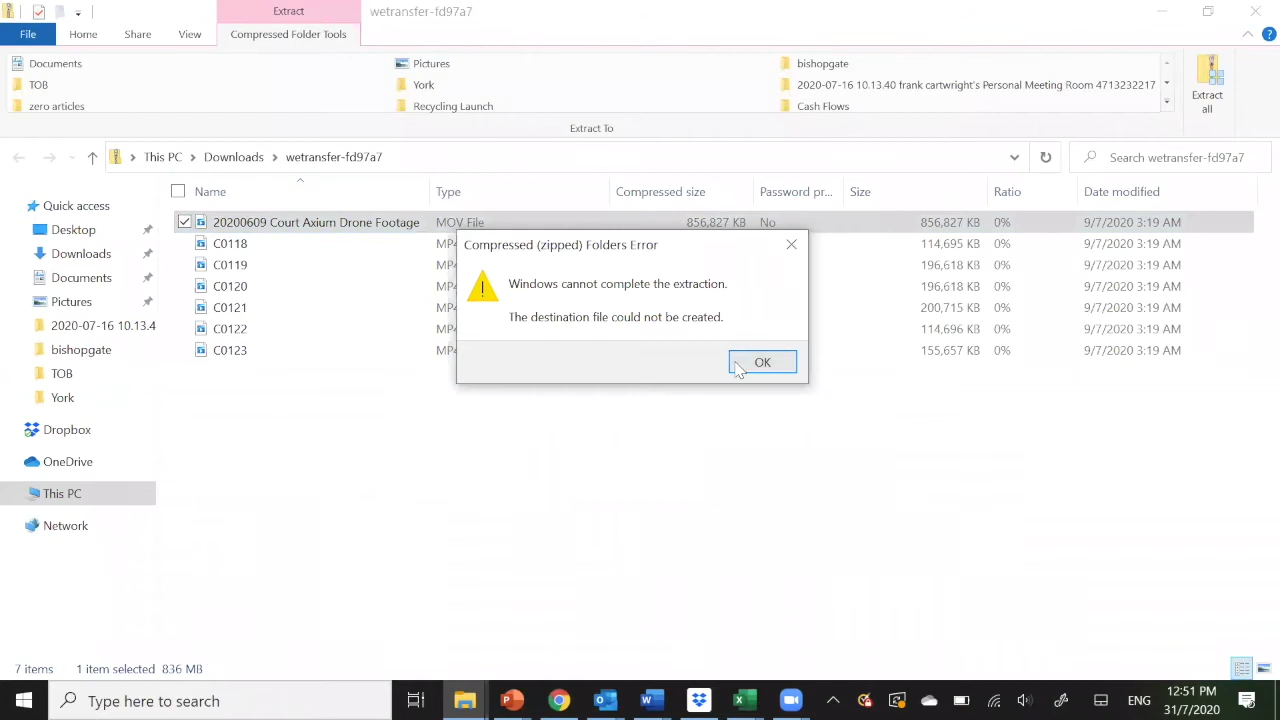 Extract
wetransfer-fd97a7
File Home Share View Compressed Folder Tools
Documents Pictures bishopgate
TOB York 2020-07-16 10.13.40 frank cartwright's Personal Meeting Room 4713232217
zero articles Recycling Launch Cash Flows
Extract all
Extract To
This PC Downloads wetransfer-fd97a7
Search wetransfer-fd97a7
Name Type Compressed size Password pr... Size Ratio Date modified
20200609 Court Axium Drone Footage MOV File 856,827 KB No 856,827 KB 0% 9/7/2020 3:19 AM
C0118 MP4 114,695 KB 0% 9/7/2020 3:19 AM
C0119 MP4 196,618 KB 0% 9/7/2020 3:19 AM
C0120 MP4 196,618 KB 0% 9/7/2020 3:19 AM
C0121 MP4 200,715 KB 0% 9/7/2020 3:19 AM
C0122 MP4 114,696 KB 0% 9/7/2020 3:19 AM
C0123 MP4 155,657 KB 0% 9/7/2020 3:19 AM
Compressed (zipped) Folders Error
Windows cannot complete the extraction.
The destination file could not be created.
OK
Quick access
Desktop
Downloads
Documents
Pictures
2020-07-16 10.13.4
bishopgate
TOB
York
Dropbox
OneDrive
This PC
Network
7 items 1 item selected 836 MB
Type here to search
ENG
12:51 PM
31/7/2020